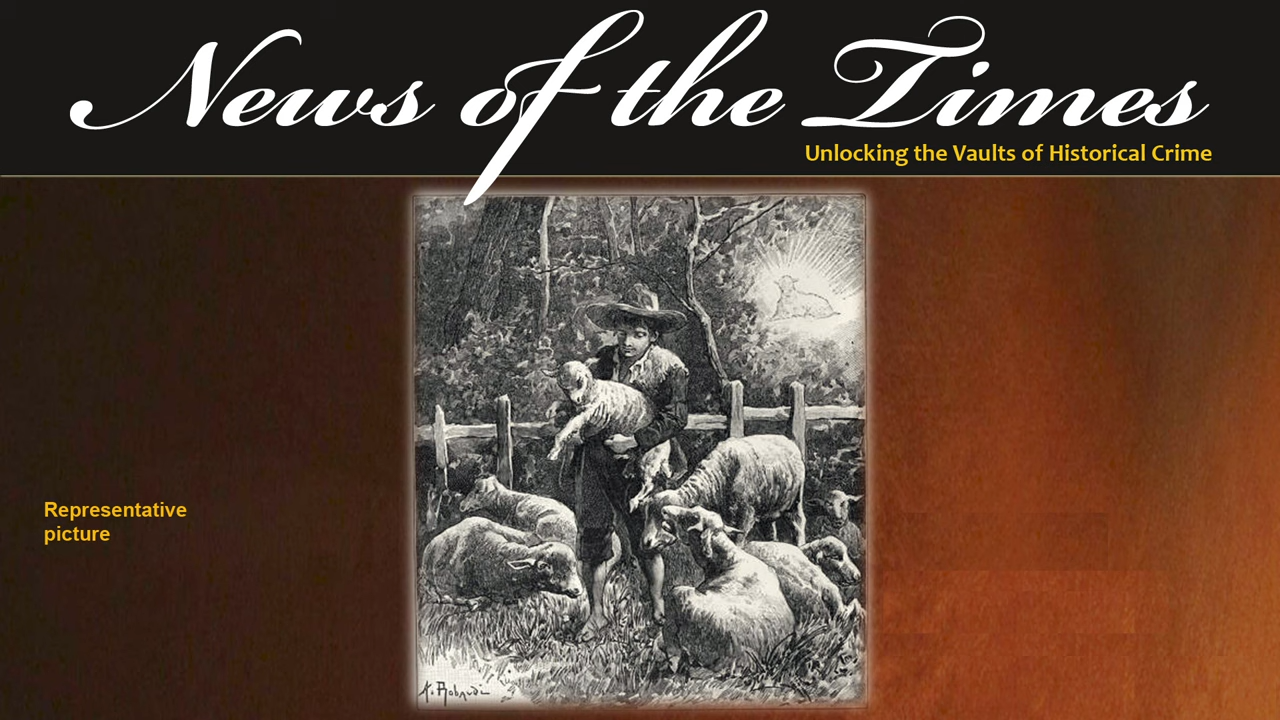 News of the Times
Unlocking the Vaults of Historical Crime
Representative
picture